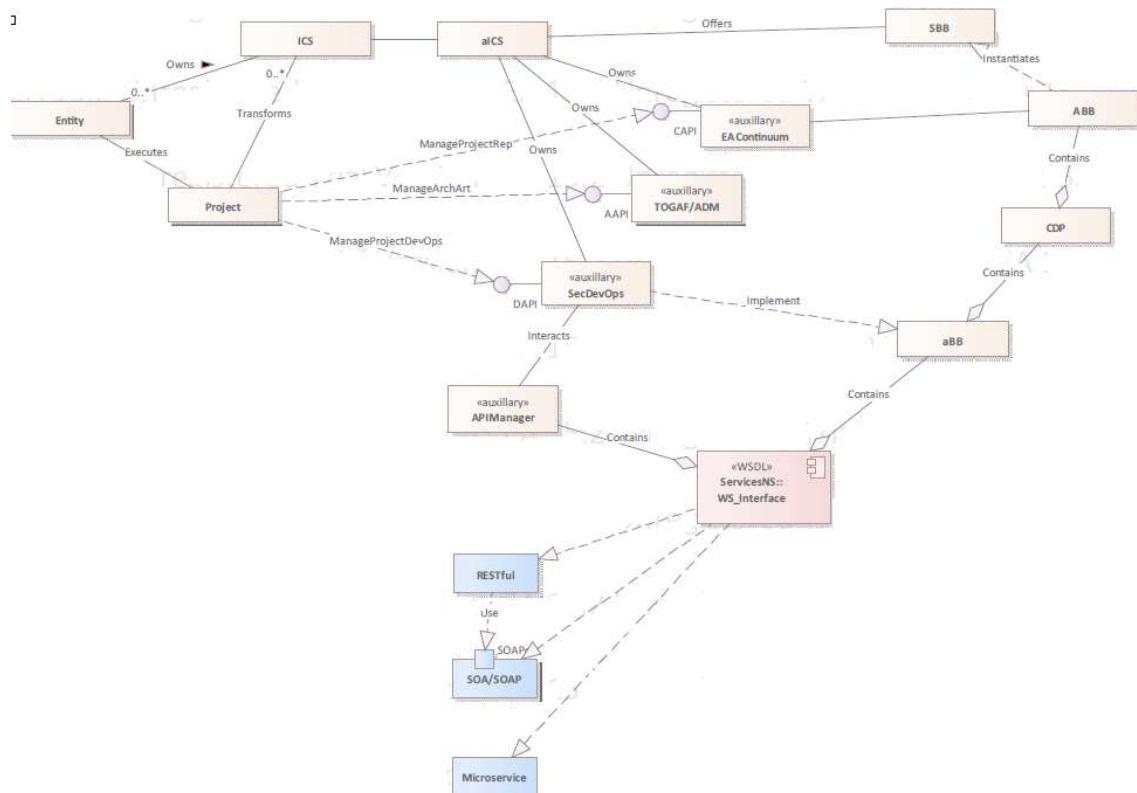 ICS
aICS
Offers
SBB
Instantiates
Owns
0..*
0..*
Owns
ABB
Entity
Transforms
Owns
CAPI
«auxillary»
EAContinuum
Executes
ManageProjectRep
Owns
Contains
Project
ManageArchArt
AAPI
«auxillary»
TOGAF/ADM
CDP
ManageProjectDevOps
Contains
DAPI
«auxillary»
SecDevOps
Implement
aBB
Interacts
«auxillary»
APIManager
Contains
Contains
«WSDL»
ServicesNS::
WS_Interface
RESTful
Use
SOAP
SOA/SOAP
Microservice